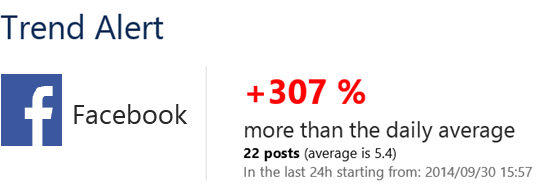 Trend Alert
Facebook
+307 %
more than the daily average
22 posts (average is 5.4)
In the last 24h starting from: 2014/09/30 15:57